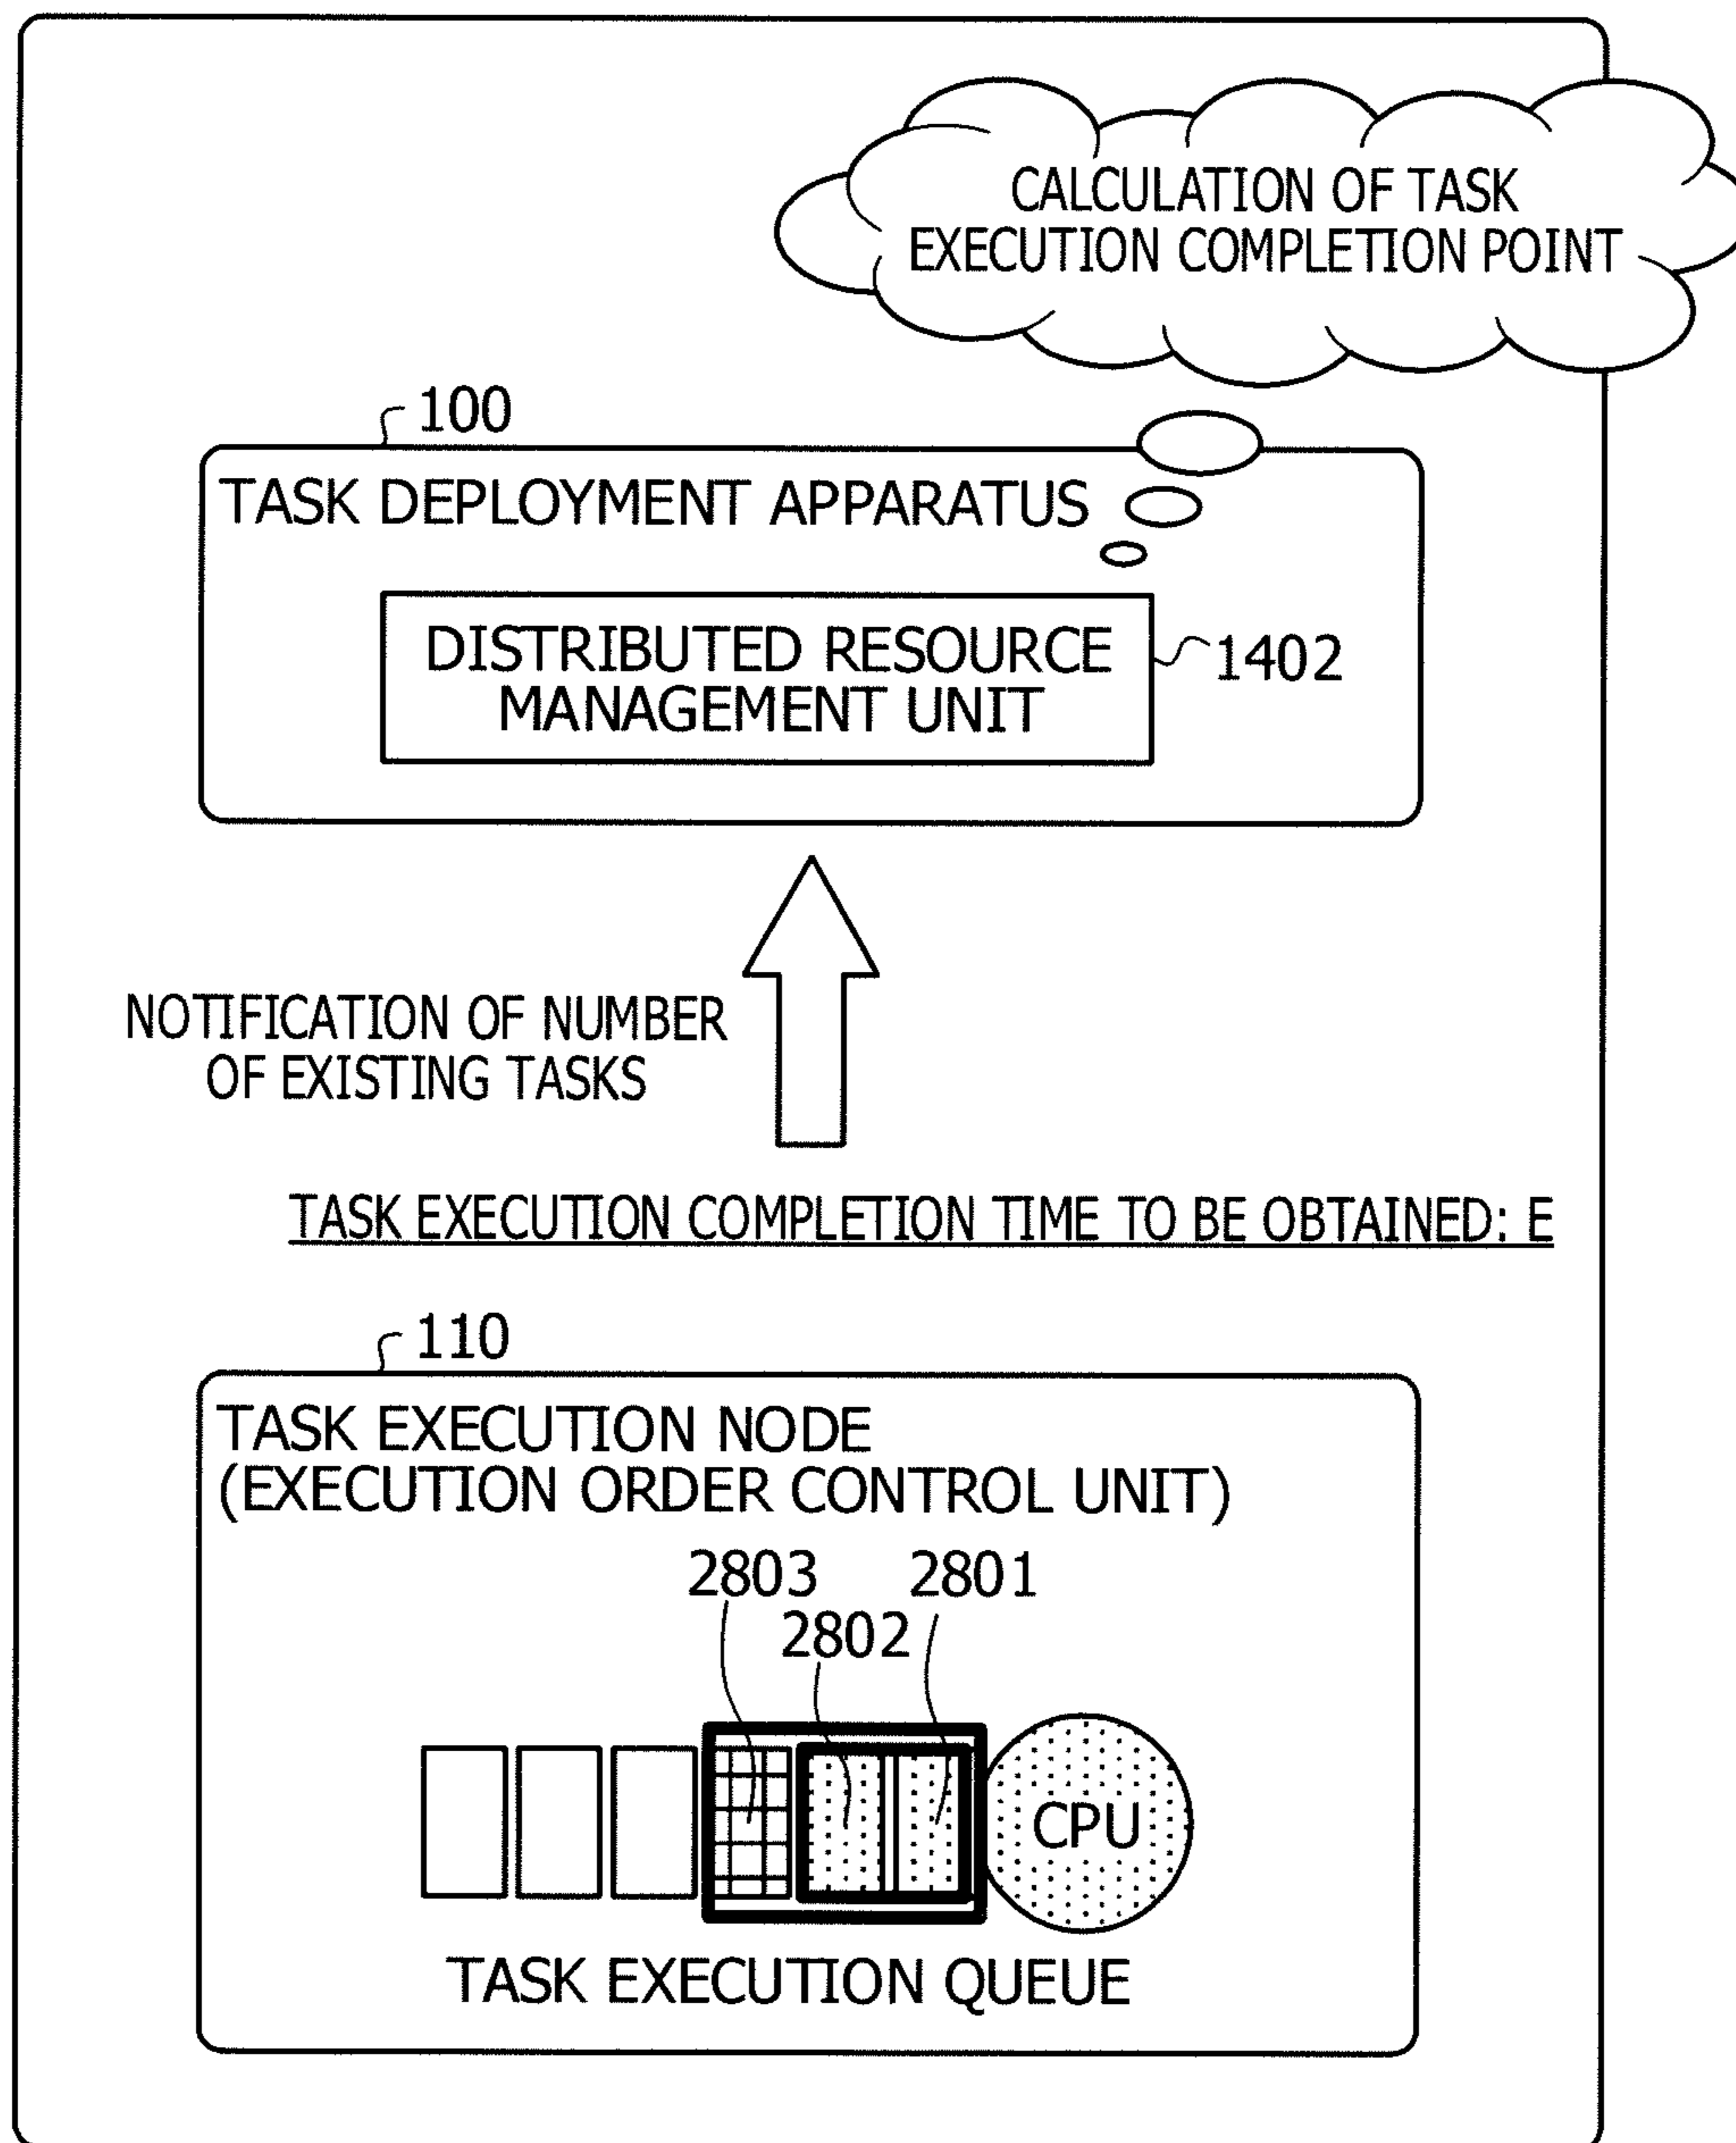 CALCULATION OF TASK
EXECUTION COMPLETION POINT
100
TASK DEPLOYMENT APPARATUS
DISTRIBUTED RESOURCE
MANAGEMENT UNIT
1402
NOTIFICATION OF NUMBER
OF EXISTING TASKS
TASK EXECUTION COMPLETION TIME TO BE OBTAINED: E
110
TASK EXECUTION NODE
(EXECUTION ORDER CONTROL UNIT)
2803
2801
2802
CPU
TASK EXECUTION QUEUE